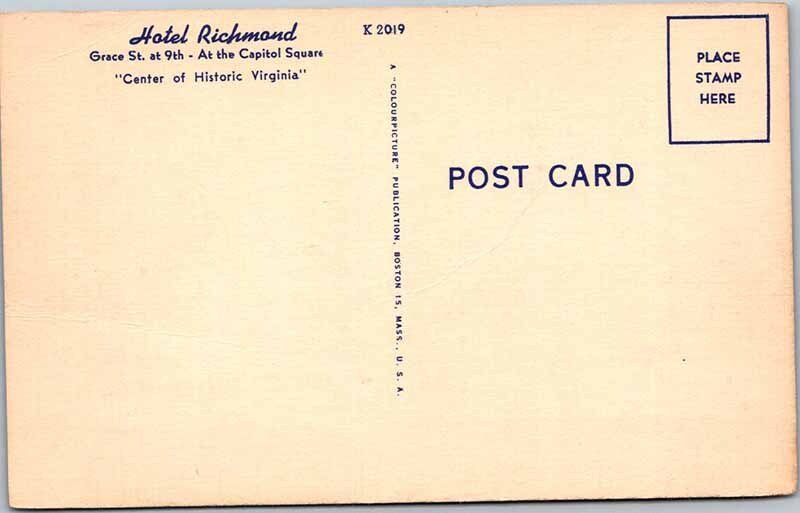 Hotel Richmond
Grace St. at 9th - At the Capitol Square
"Center of Historic Virginia"
K 2019
A "COLOURPICTURE" PUBLICATION, BOSTON 15, MASS., U. S. A.
PLACE
STAMP
HERE
POST CARD